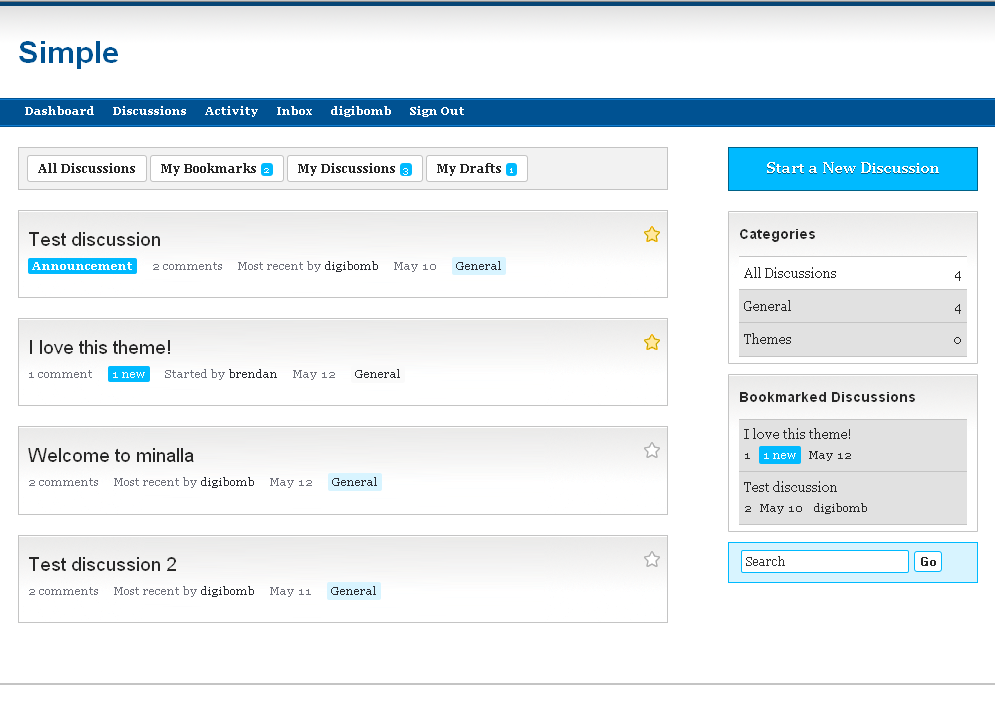 Simple
Dashboard Discussions Activity Inbox digibomb Sign Out
All Discussions My Bookmarks 2 My Discussions 3 My Drafts 1
Start a New Discussion
Test discussion
Announcement 2 comments Most recent by digibomb May 10 General
I love this theme!
1 comment 1 new Started by brendan May 12 General
Welcome to minalla
2 comments Most recent by digibomb May 12 General
Test discussion 2
2 comments Most recent by digibomb May 11 General
Categories
All Discussions 4
General 4
Themes 0
Bookmarked Discussions
I love this theme!
1 1 new May 12
Test discussion
2 May 10 digibomb
Search Go